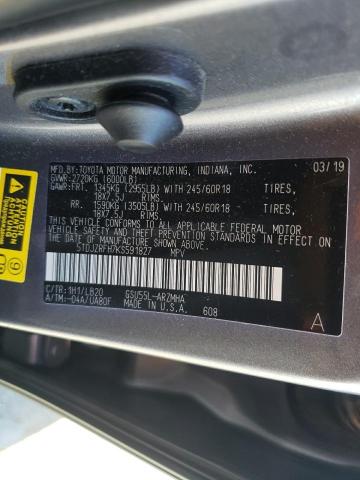 MFD.BY:TOYOTA MOTOR MANUFACTURING, INDIANA, INC. 03/19
GVWR: 2720KG (6000LB)
GAWR:FRT. 1345KG (2955LB) WITH 245/60R18 TIRES,
18X7.5J RIMS.
RR. 1590KG (3505LB) WITH 245/60R18 TIRES,
18X7.5J RIMS.
THIS VEHICLE CONFORMS TO ALL APPLICABLE FEDERAL MOTOR
VEHICLE SAFETY, BUMPER, AND THEFT PREVENTION
STANDARDS IN EFFECT ON THE DATE OF MANUFACTURE
SHOWN ABOVE.
5TDJZRFH7KS591827 MPV
C/TR:1H1/LB20 GSU55L-ARZMHA
A/TM:-04A/UA80F MADE IN U.S.A. 608
A